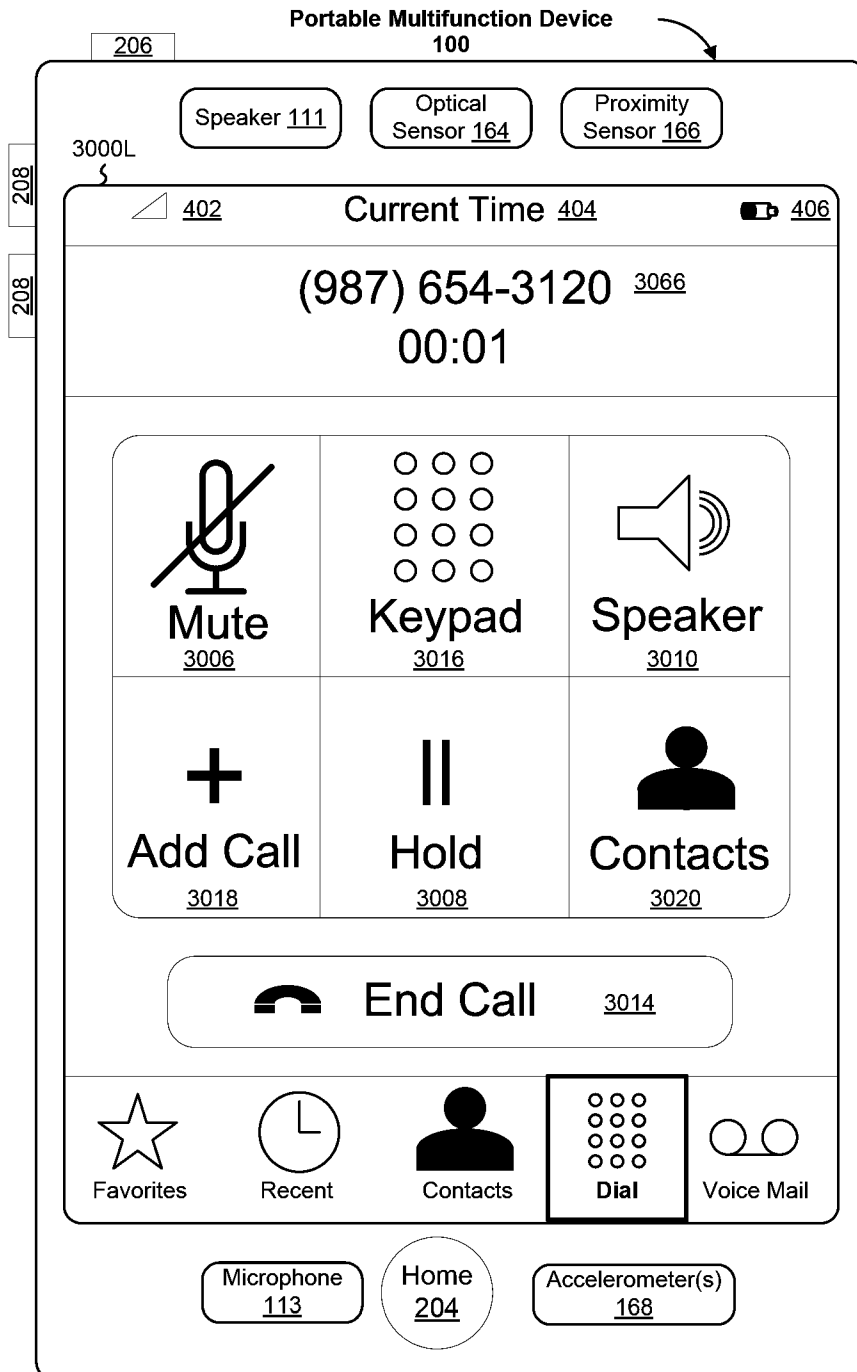 Portable Multifunction Device
100
206
Speaker 111
Optical
Sensor 164
Proximity
Sensor 166
3000L
208
208
402
Current Time 404
406
(987) 654-3120 3066
00:01
Mute
3006
Keypad
3016
Speaker
3010
Add Call
3018
Hold
3008
Contacts
3020
End Call 3014
Favorites
Recent
Contacts
Dial
Voice Mail
Microphone
113
Home
204
Accelerometer(s)
168